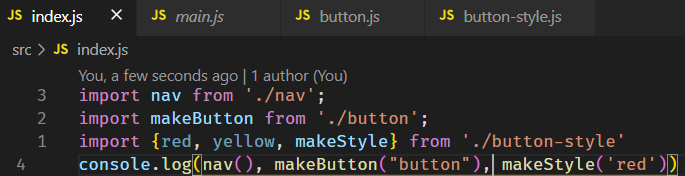 JS index.js × JS main.js JS button.js JS button-style.js
src > JS index.js
You, a few seconds ago | 1 author (You)
3 import nav from './nav';
2 import makeButton from './button';
1 import {red, yellow, makeStyle} from './button-style'
4 console.log(nav(), makeButton("button"), makeStyle('red'))